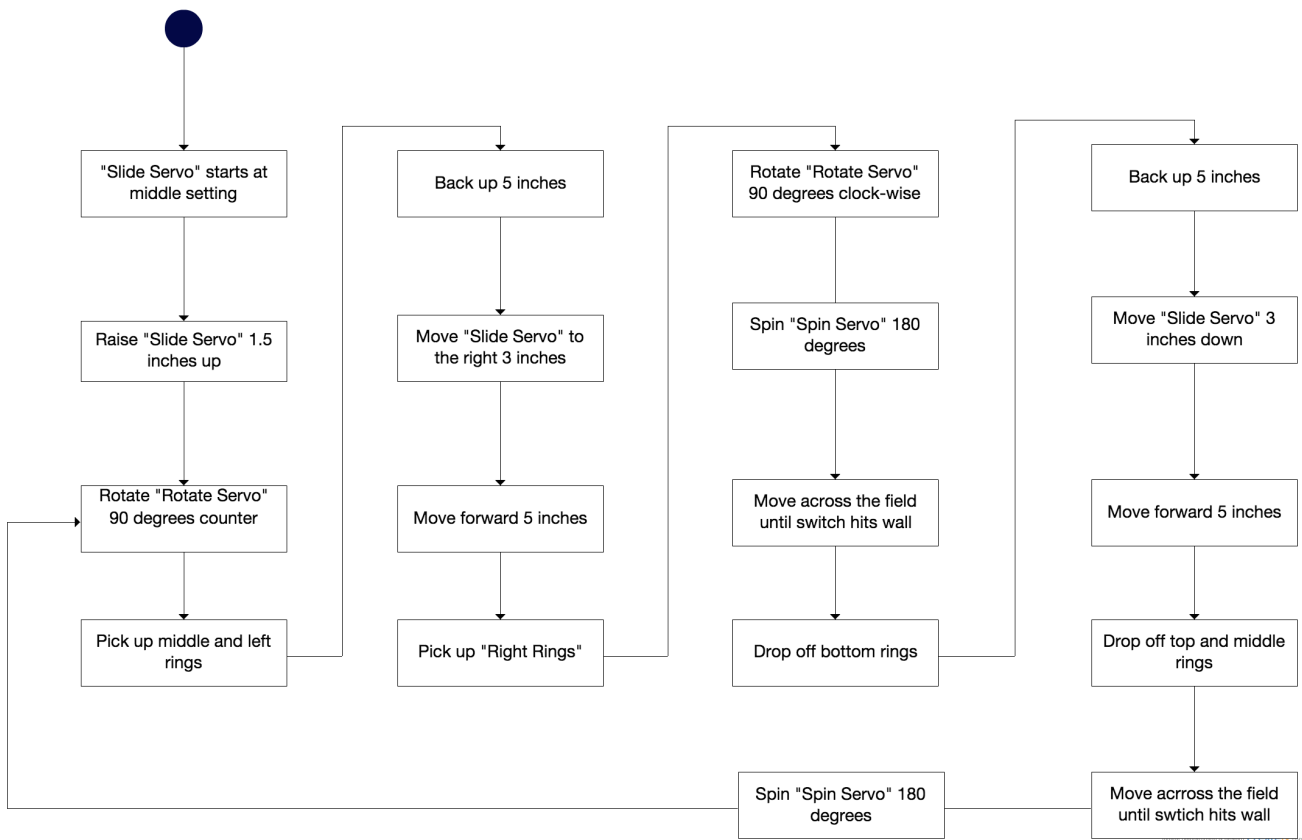 "Slide Servo" starts at
middle setting
Raise "Slide Servo" 1.5
inches up
Rotate "Rotate Servo"
90 degrees counter
Pick up middle and left
rings
Back up 5 inches
Move "Slide Servo" to
the right 3 inches
Move forward 5 inches
Pick up "Right Rings"
Rotate "Rotate Servo"
90 degrees clock-wise
Spin "Spin Servo" 180
degrees
Move across the field
until switch hits wall
Drop off bottom rings
Back up 5 inches
Move "Slide Servo" 3
inches down
Move forward 5 inches
Drop off top and middle
rings
Move acrross the field
until swtich hits wall
Spin "Spin Servo" 180
degrees